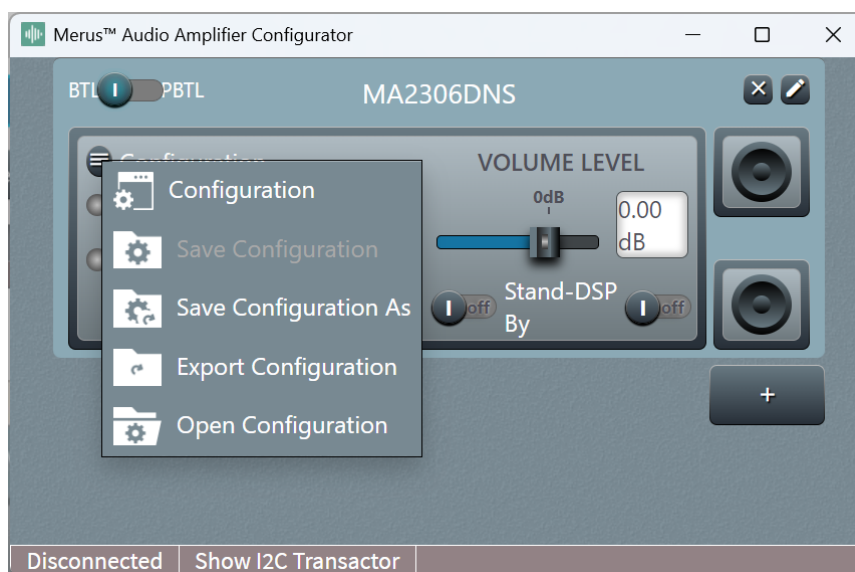 Merus™ Audio Amplifier Configurator
BTL PBTL
MA2306DNS
Configuration
VOLUME LEVEL
0dB
0.00
dB
off
Stand-DSP
By
off
Configuration
Save Configuration
Save Configuration As
Export Configuration
Open Configuration
+
Disconnected
Show I2C Transactor